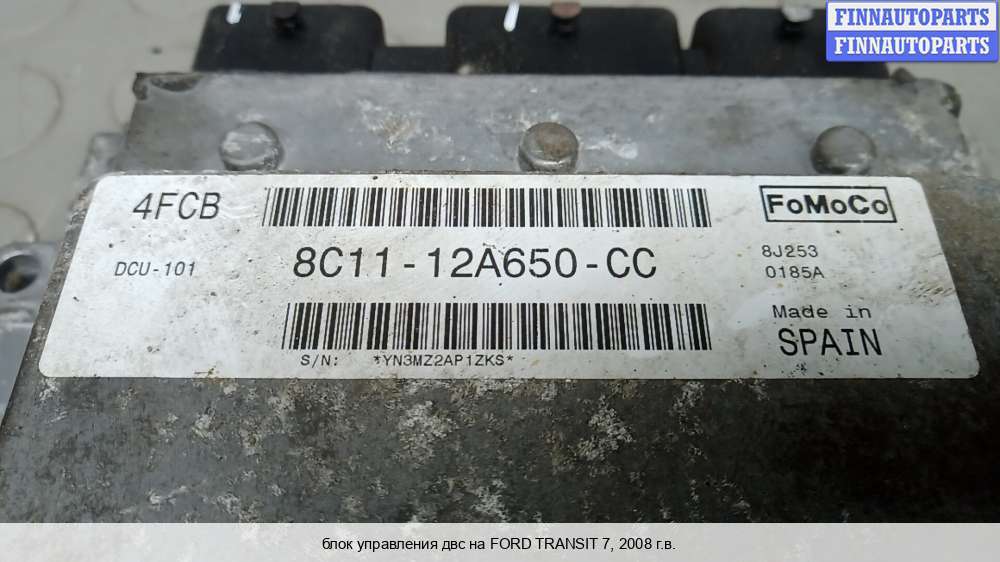 FINNAUTOPARTS
FINNAUTOPARTS
4FCB
FoMoCo
DCU-101
8C11-12A650-CC
8J253
0185A
Made in
SPAIN
S/N: *YN3MZ2AP1ZKS*
блок управления двс на FORD TRANSIT 7, 2008 г.в.